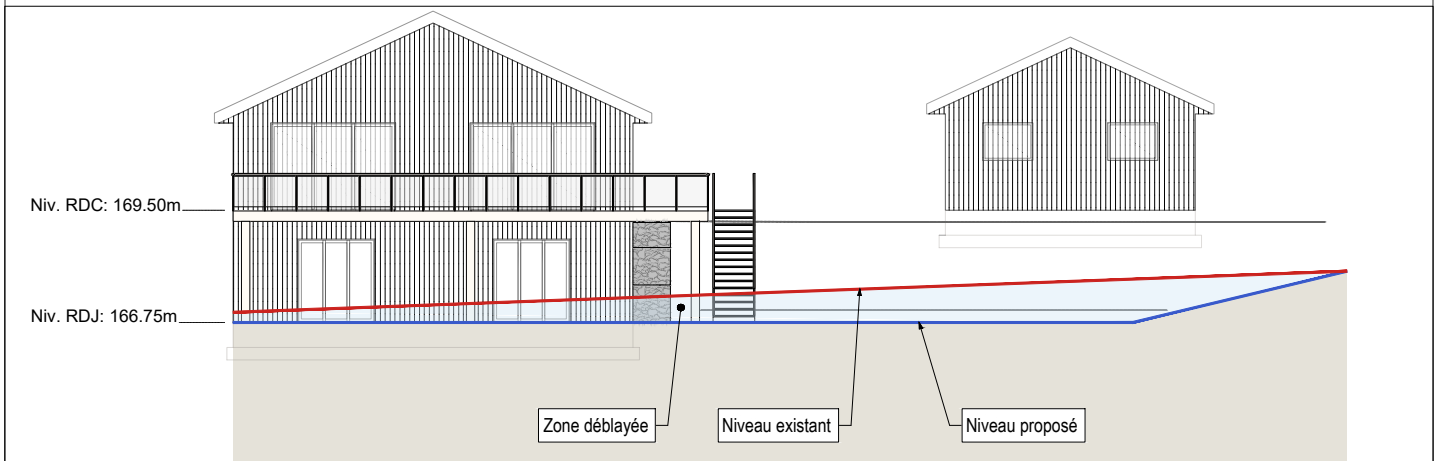 Niv. RDC: 169.50m
Niv. RDJ: 166.75m
Zone déblayée
Niveau existant
Niveau proposé